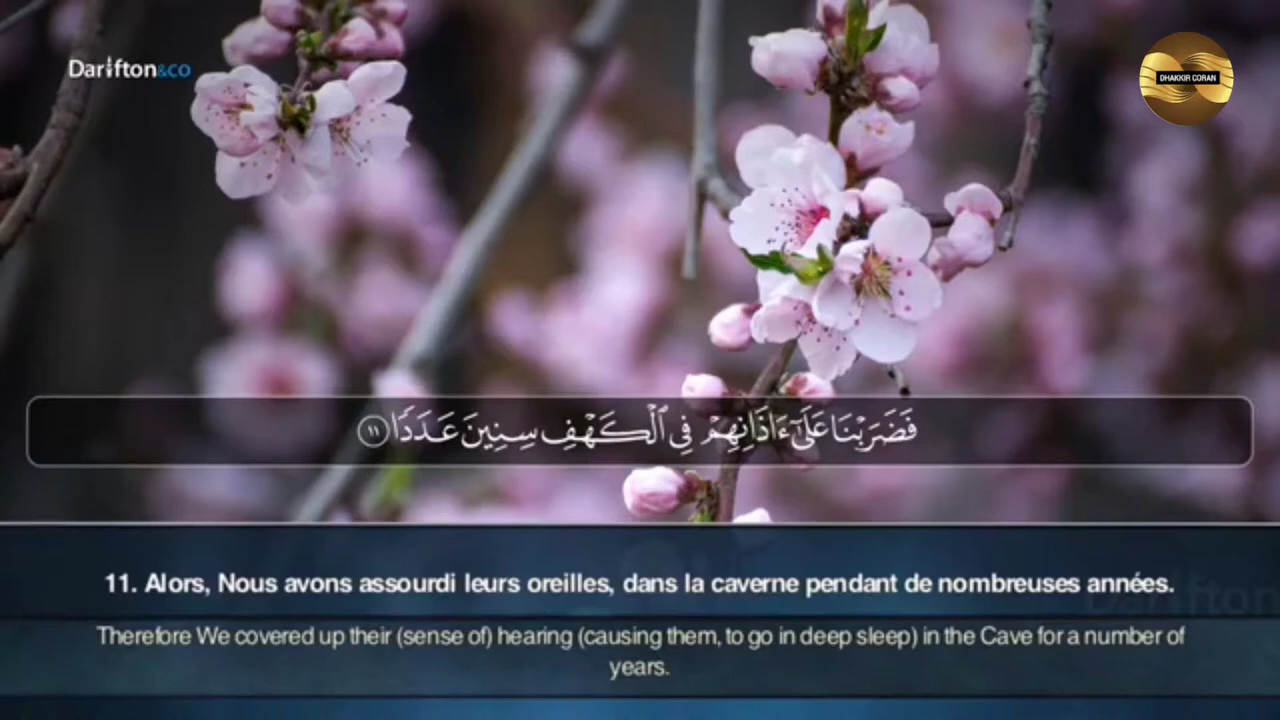 Darifton&co
DHAKKIR CORAN
فَضَرَبْنَا عَلَىٰٓ ءَاذَانِهِمْ فِى ٱلْكَهْفِ سِنِينَ عَدَدًا ١١
11. Alors, Nous avons assourdi leurs oreilles, dans la caverne pendant de nombreuses années.
Darifton
Therefore We covered up their (sense of) hearing (causing them, to go in deep sleep) in the Cave for a number of
years.